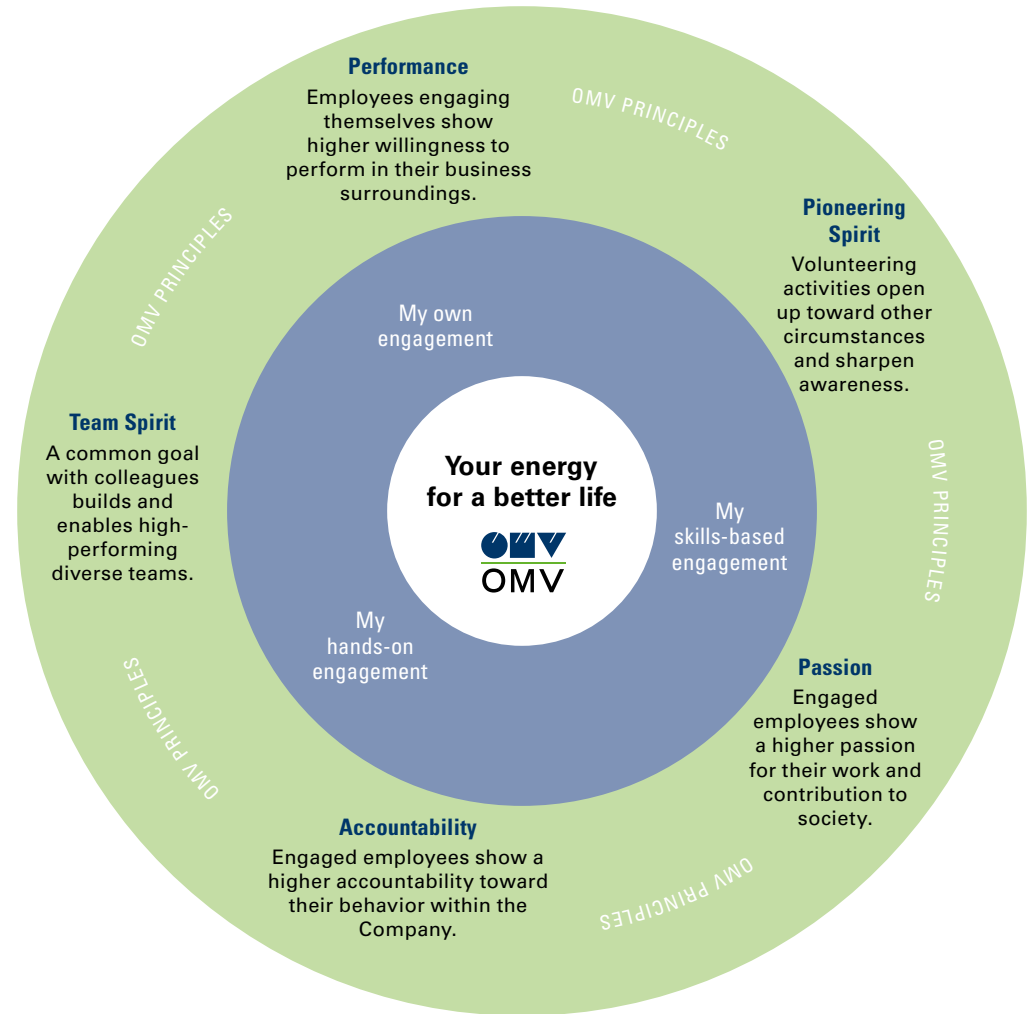 Performance
Employees engaging
themselves show
higher willingness to
perform in their business
surroundings.
OMV PRINCIPLES
Pioneering
Spirit
Volunteering
activities open
up toward other
circumstances
and sharpen
awareness.
OMV PRINCIPLES
Passion
Engaged
employees show
a higher passion
for their work and
contribution to
society.
OMV PRINCIPLES
Accountability
Engaged employees show a
higher accountability toward
their behavior within the
Company.
OMV PRINCIPLES
Team Spirit
A common goal
with colleagues
builds and
enables high-
performing
diverse teams.
OMV PRINCIPLES
My own
engagement
My
skills-based
engagement
My
hands-on
engagement
Your energy
for a better life
OMV
OMV